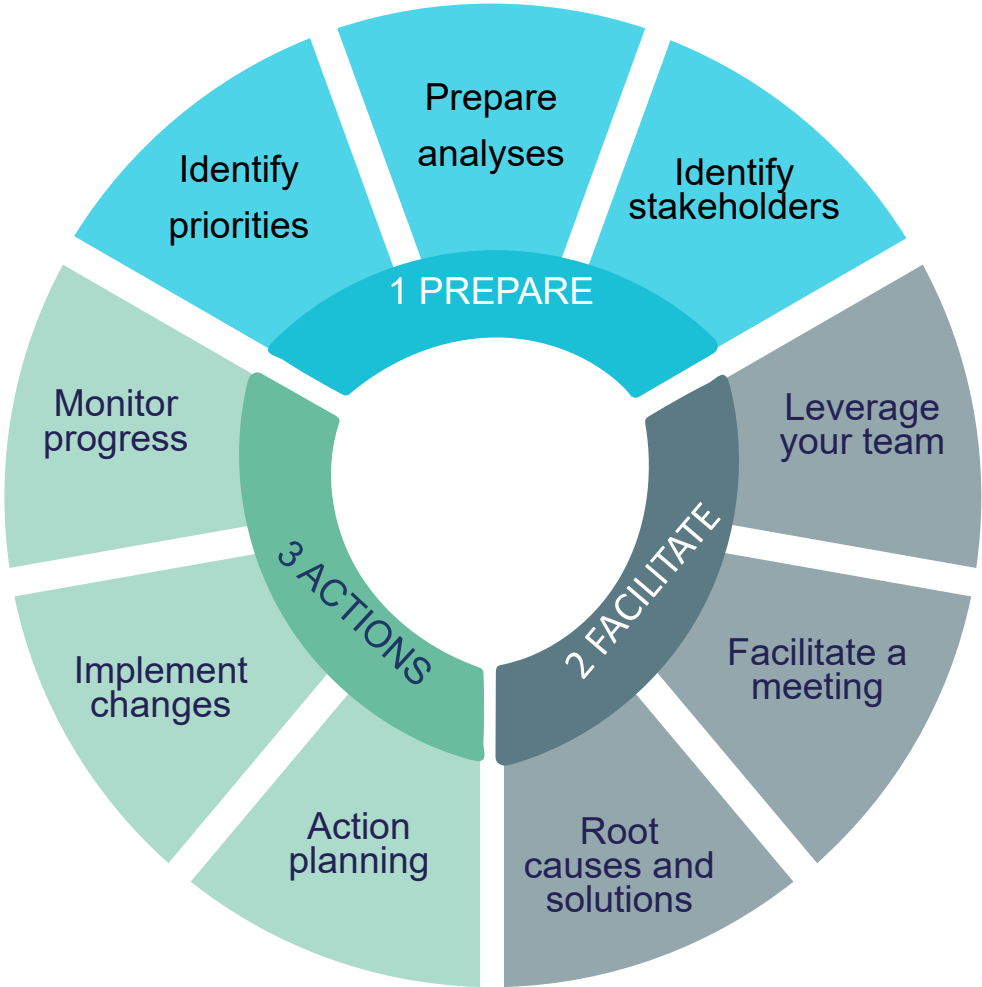 Identify
priorities
Prepare
analyses
Identify
stakeholders
1 PREPARE
Leverage
your team
Facilitate a
meeting
Root
causes and
solutions
2 FACILITATE
Action
planning
Implement
changes
Monitor
progress
3 ACTIONS